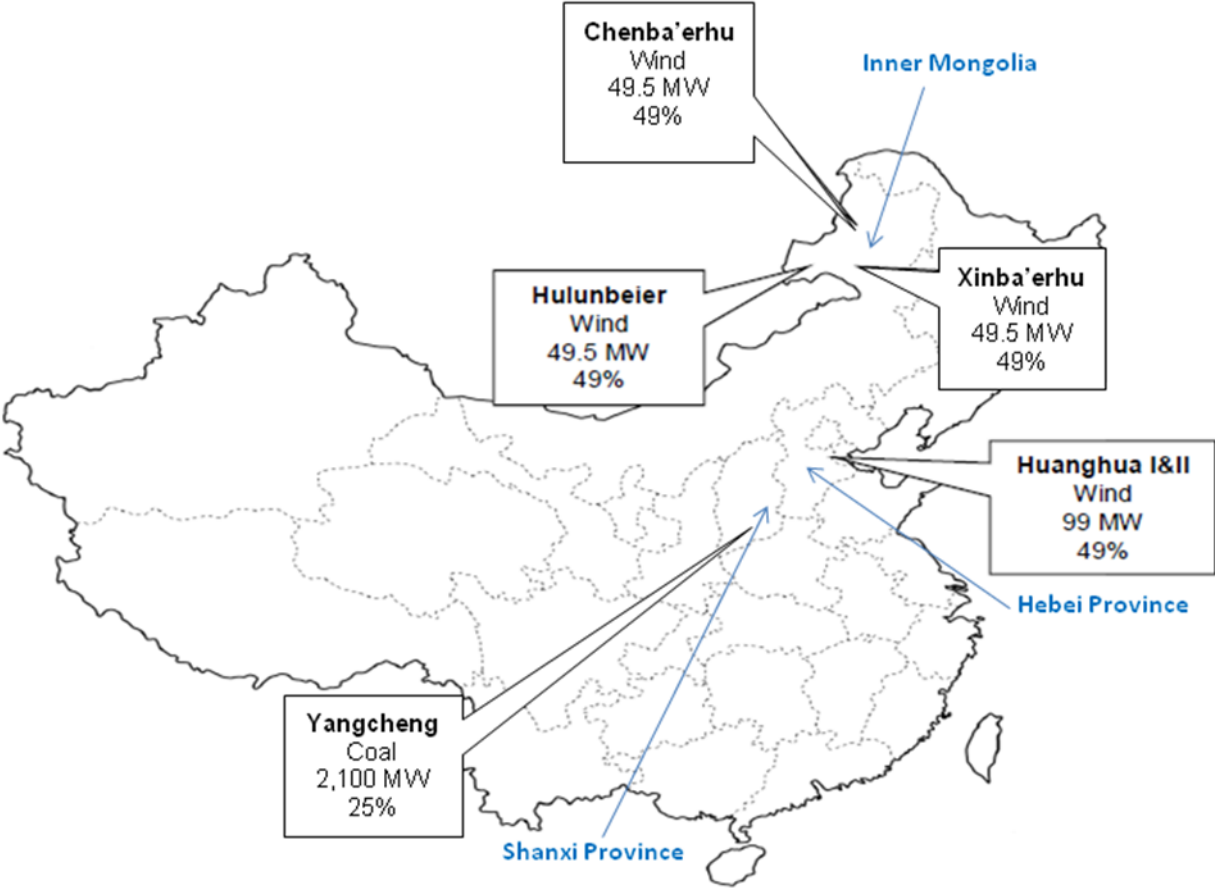 Chenba’erhu
Wind
49.5 MW
49%
Inner Mongolia
Hulunbeier
Wind
49.5 MW
49%
Xinba’erhu
Wind
49.5 MW
49%
Huanghua I&II
Wind
99 MW
49%
Hebei Province
Yangcheng
Coal
2,100 MW
25%
Shanxi Province